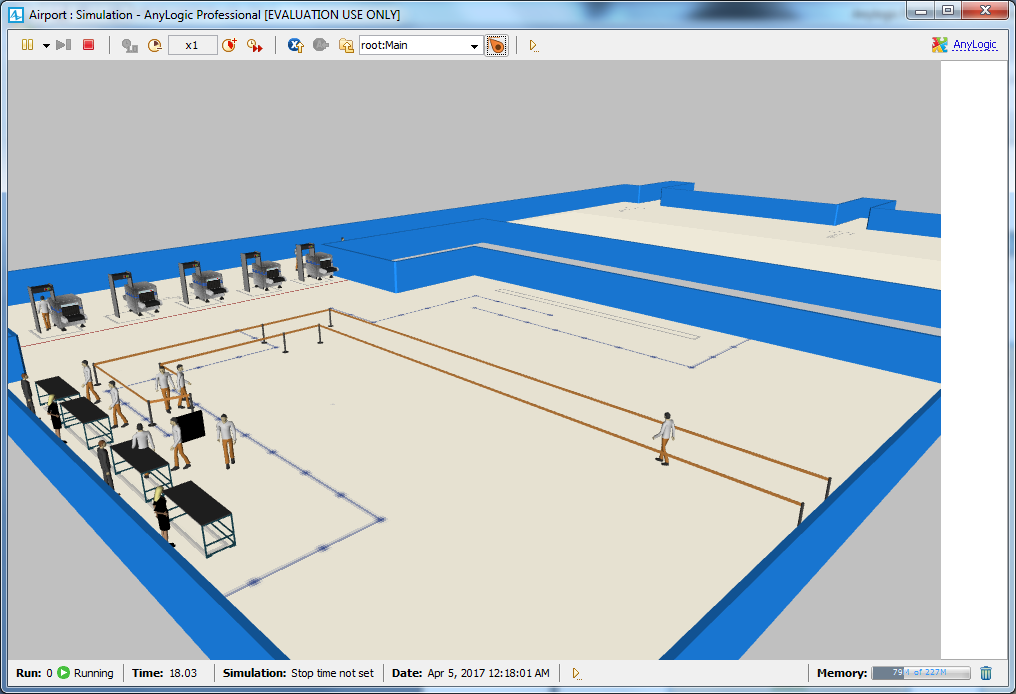 Airport : Simulation - AnyLogic Professional [EVALUATION USE ONLY]
x1 root:Main AnyLogic
Run: 0 Running Time: 18.03 Simulation: Stop time not set Date: Apr 5, 2017 12:18:01 AM Memory: 79M of 227M